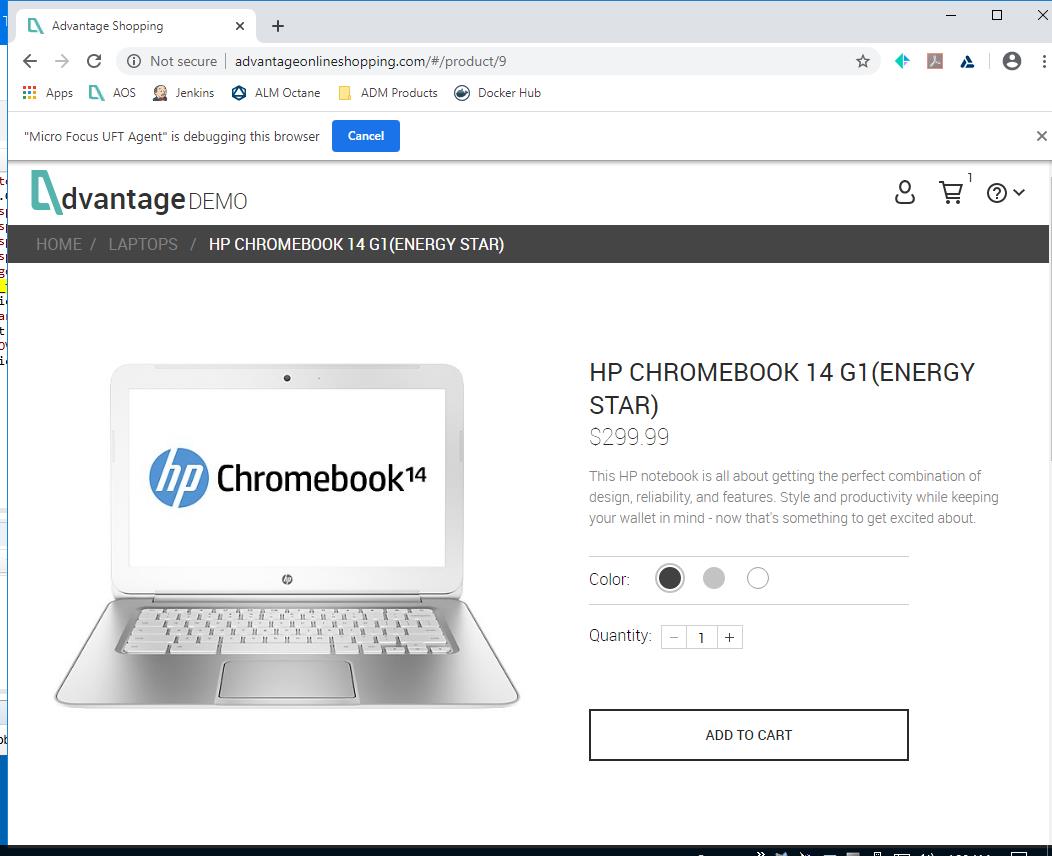 Advantage Shopping
Not secure advantageonlineshopping.com/#/product/9
Apps AOS Jenkins ALM Octane ADM Products Docker Hub
"Micro Focus UFT Agent" is debugging this browser Cancel
dvantage DEMO 1
HOME / LAPTOPS / HP CHROMEBOOK 14 G1(ENERGY STAR)
hp Chromebook14
hp
HP CHROMEBOOK 14 G1(ENERGY
STAR)
$299.99
This HP notebook is all about getting the perfect combination of
design, reliability, and features. Style and productivity while keeping
your wallet in mind - now that's something to get excited about.
Color:
Quantity: − 1 +
ADD TO CART